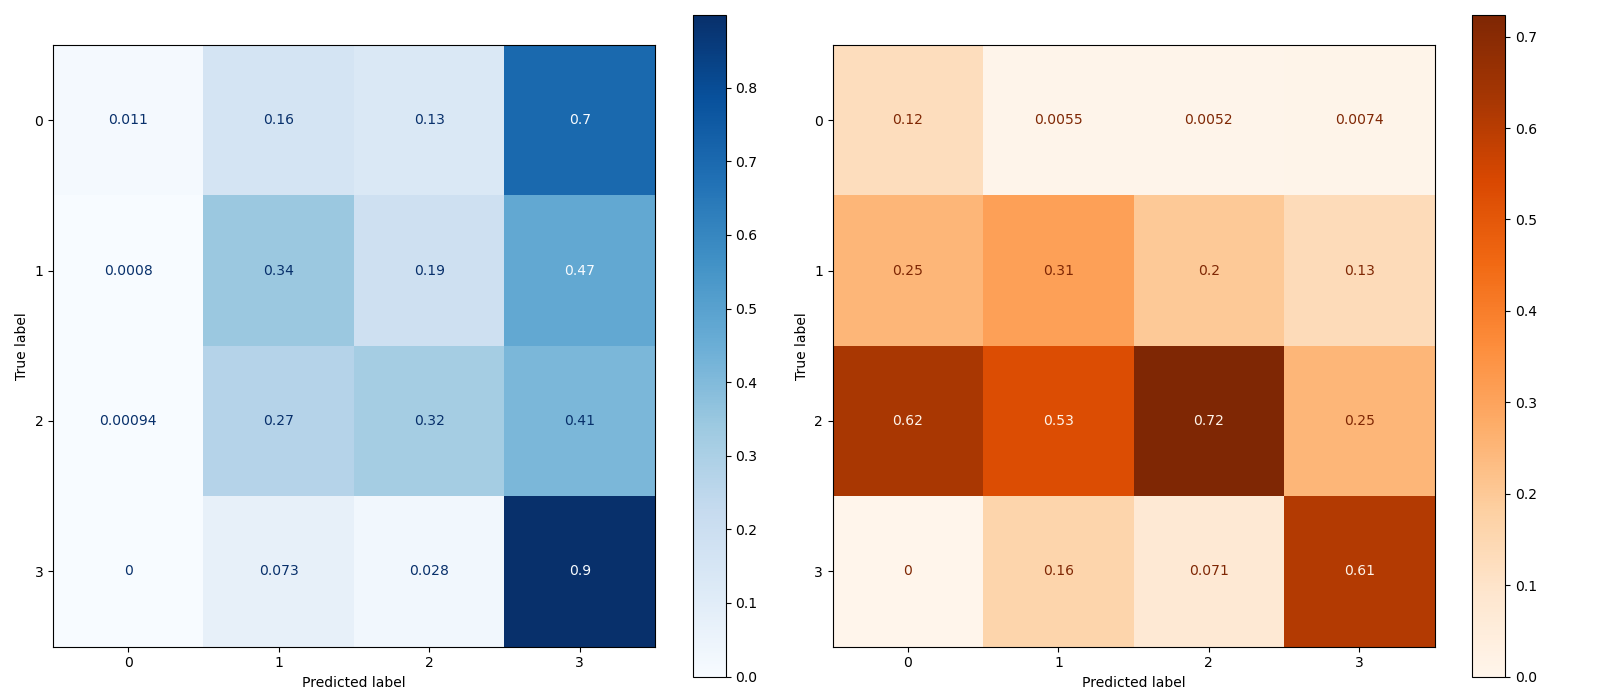 0 0.011 0.16 0.13 0.7
1 0.0008 0.34 0.19 0.47
2 0.00094 0.27 0.32 0.41
3 0 0.073 0.028 0.9
0 1 2 3
True label
Predicted label
0.8
0.7
0.6
0.5
0.4
0.3
0.2
0.1
0.0
0 0.12 0.0055 0.0052 0.0074
1 0.25 0.31 0.2 0.13
2 0.62 0.53 0.72 0.25
3 0 0.16 0.071 0.61
0 1 2 3
True label
Predicted label
0.7
0.6
0.5
0.4
0.3
0.2
0.1
0.0